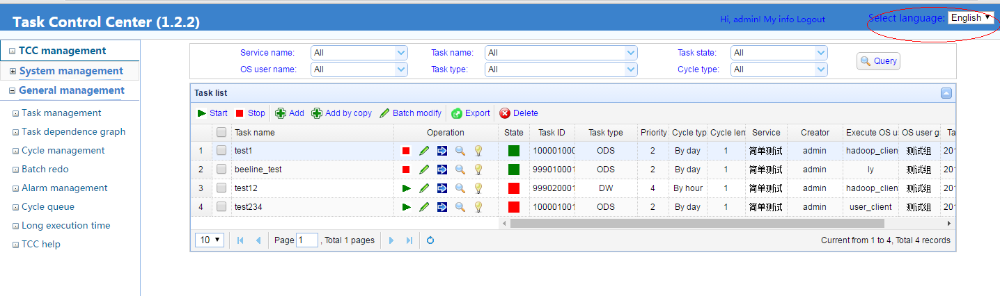 Task Control Center (1.2.2)
Hi, admin! My info Logout
Select language: English
TCC management
System management
General management
Task management
Task dependence graph
Cycle management
Batch redo
Alarm management
Cycle queue
Long execution time
TCC help
Service name: All Task name: All Task state: All
OS user name: All Task type: All Cycle type: All
Query
Task list
Start Stop Add Add by copy Batch modify Export Delete
Task name Operation State Task ID Task type Priority Cycle typ Cycle len Service Creator Execute OS u OS user g Ta
1 test1 100001000 ODS 2 By day 1 简单测试 admin hadoop_clien 测试组 201
2 beeline_test 999010001 ODS 2 By day 1 简单测试 admin ly 测试组 201
3 test12 999020001 DW 4 By hour 1 简单测试 admin hadoop_clien 测试组 201
4 test234 100001001 ODS 2 By day 1 简单测试 admin user_client 测试组 201
10 Page 1 , Total 1 pages Current from 1 to 4, Total 4 records